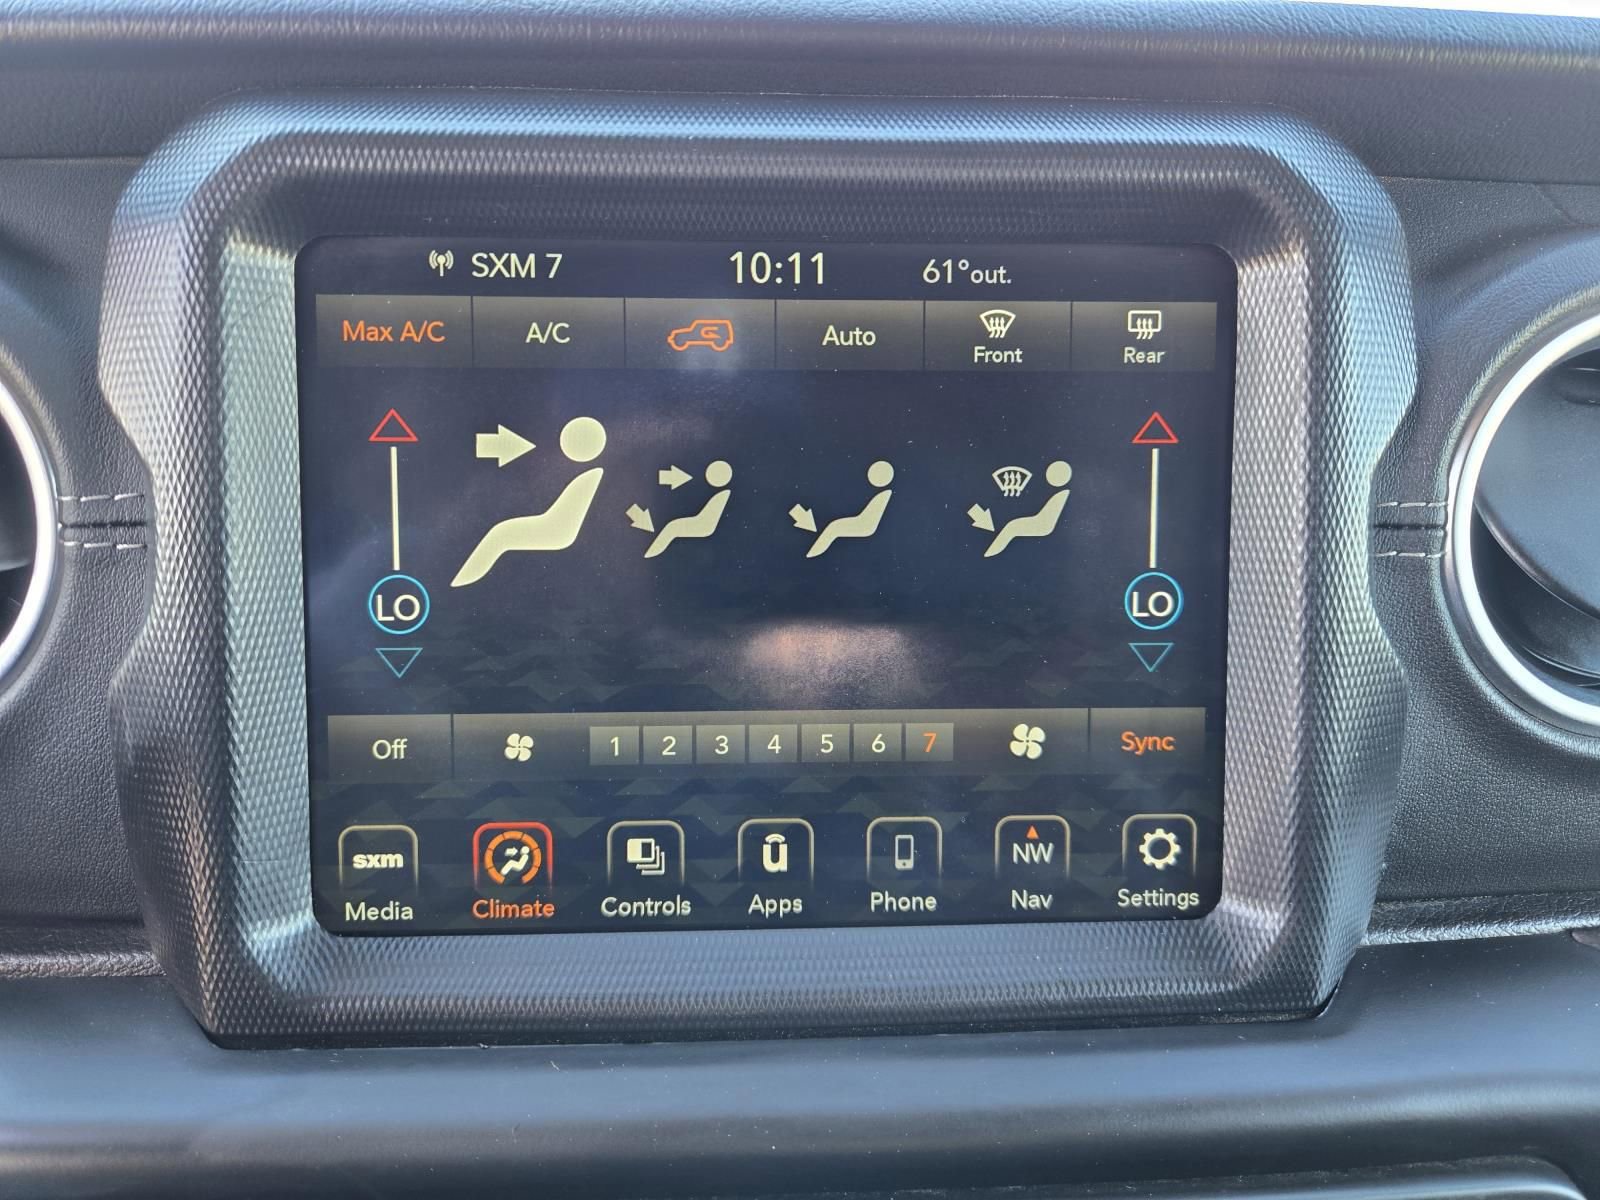 SXM 7 10:11 61°out.
Max A/C A/C Auto Front Rear
LO LO
Off 1 2 3 4 5 6 7 Sync
sxm u NW
Media Climate Controls Apps Phone Nav Settings